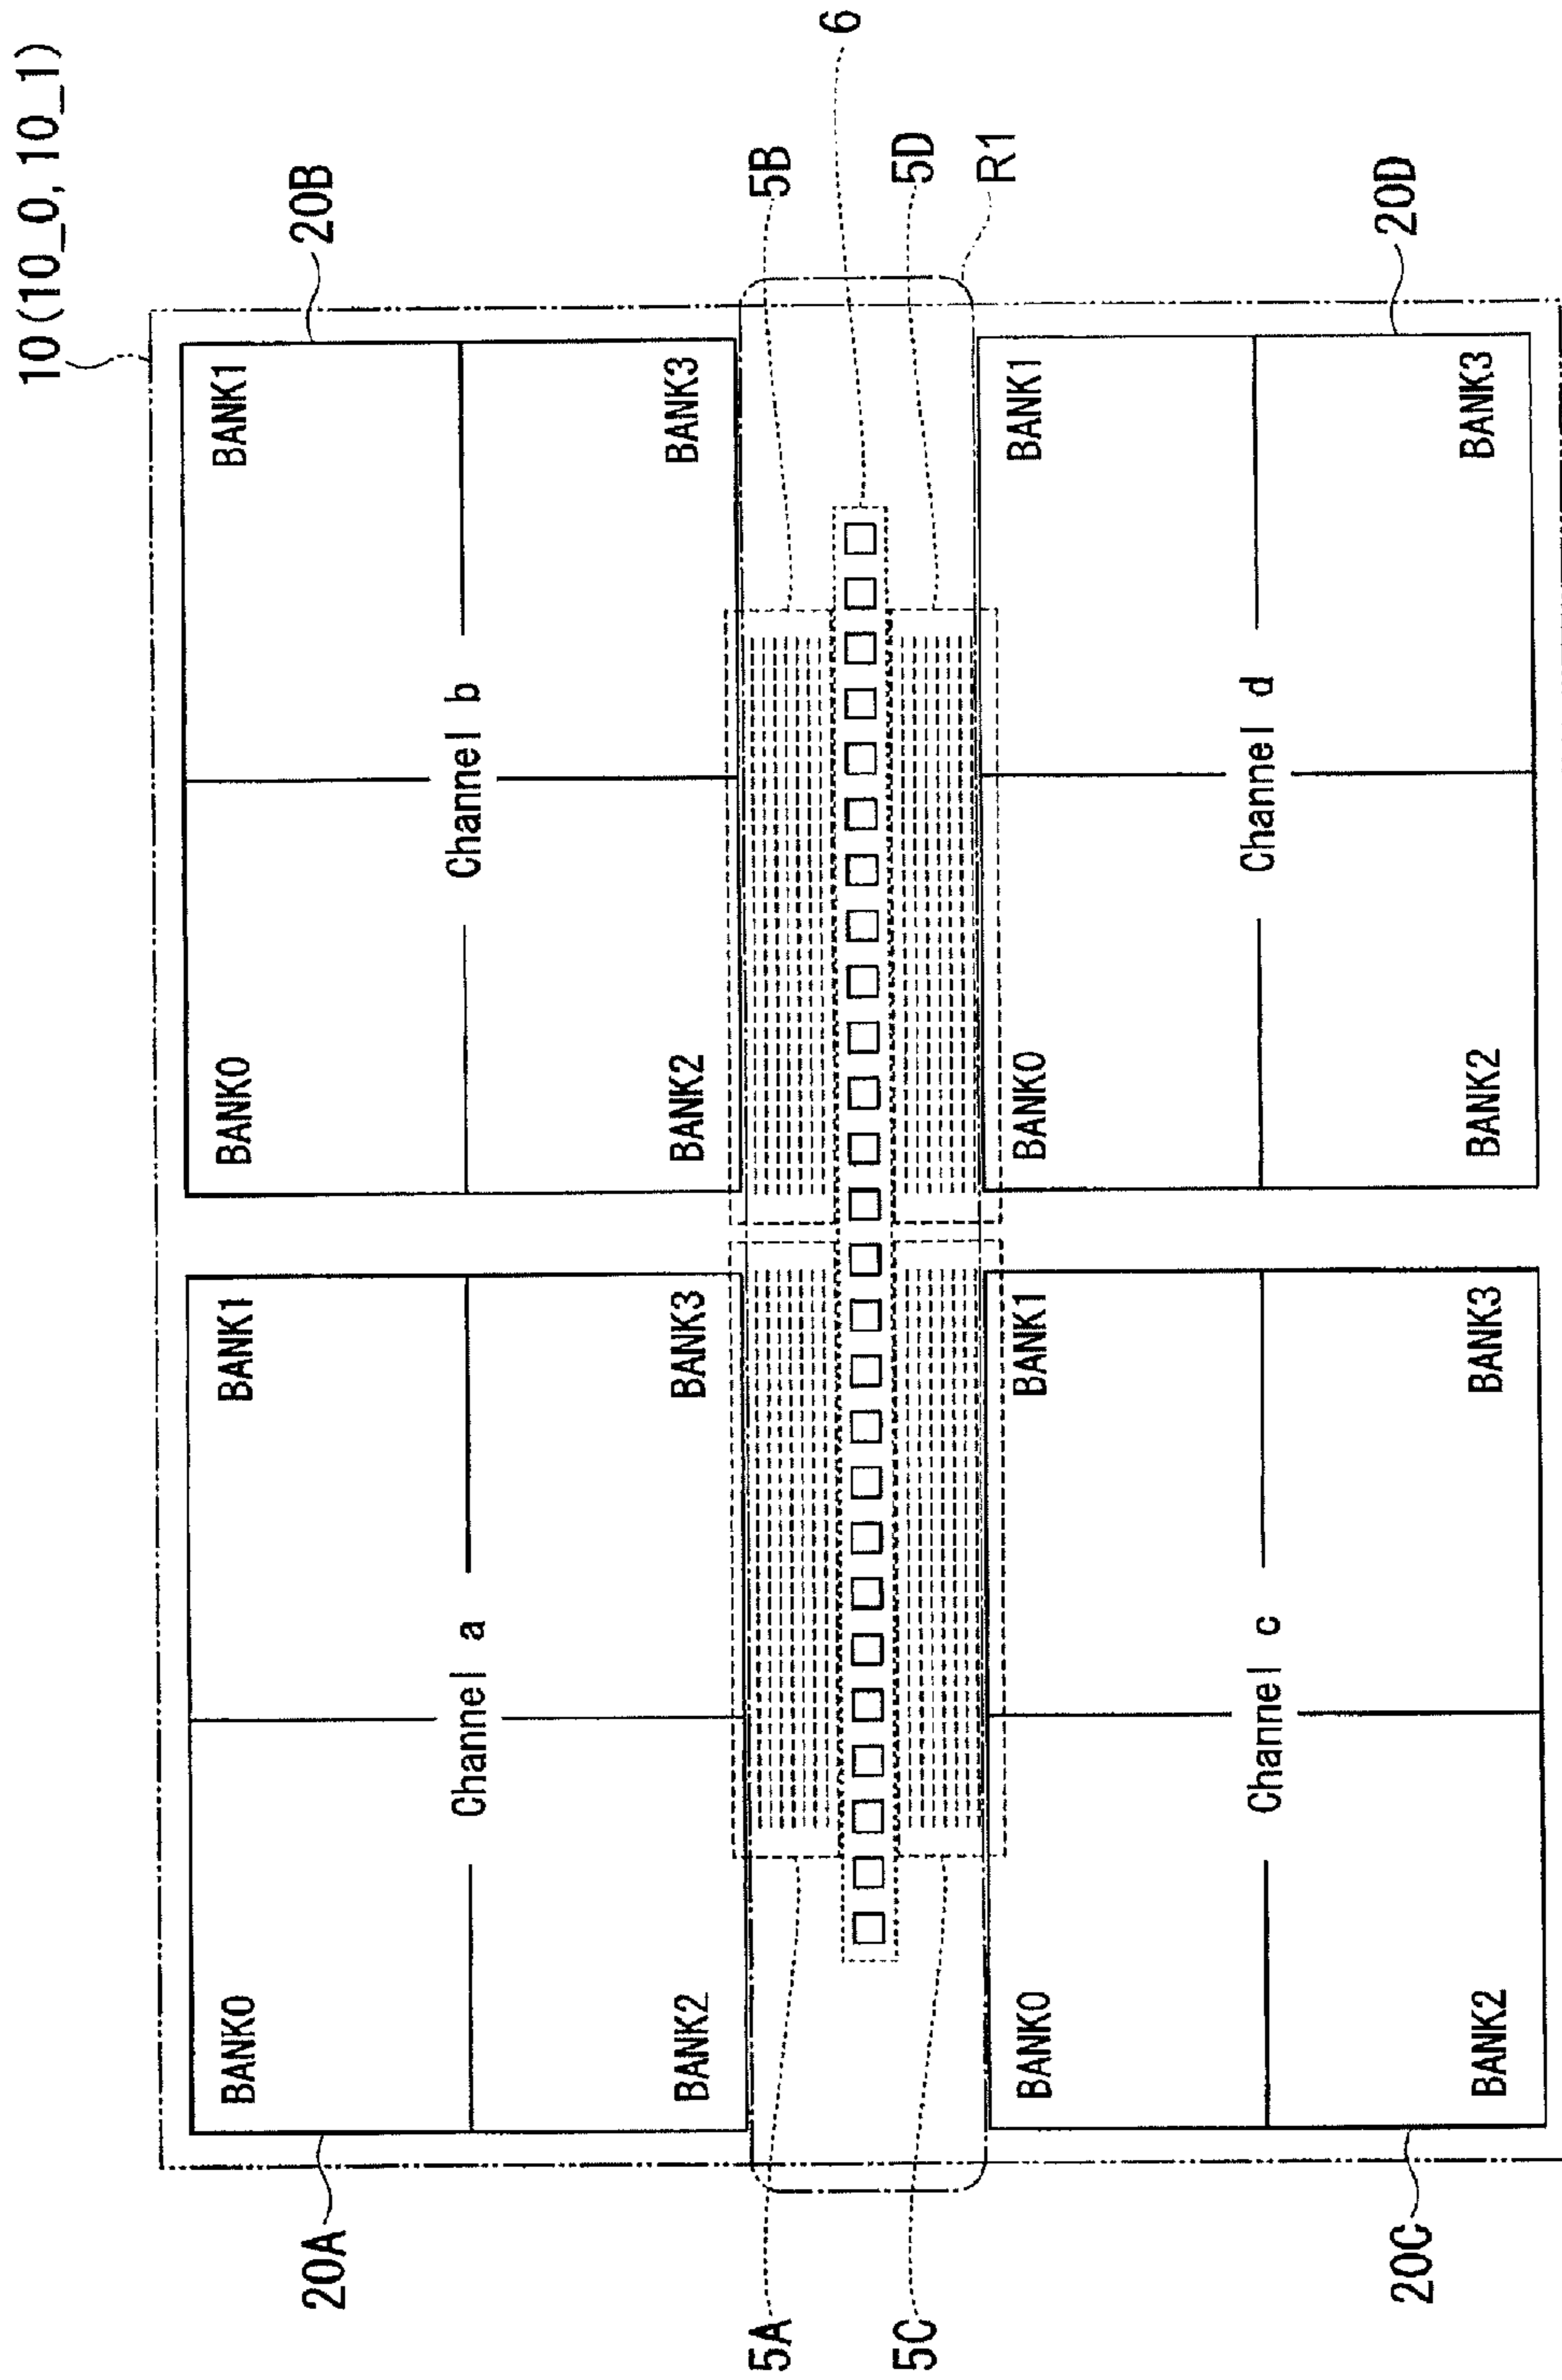 10(10_0, 10_1)
20A
20B
BANK0
BANK1
BANK0
BANK1
Channel a
Channel b
BANK2
BANK3
BANK2
BANK3
5A
5B
6
5C
5D
R1
BANK0
BANK1
BANK0
BANK1
Channel c
Channel d
BANK2
BANK3
BANK2
BANK3
20C
20D